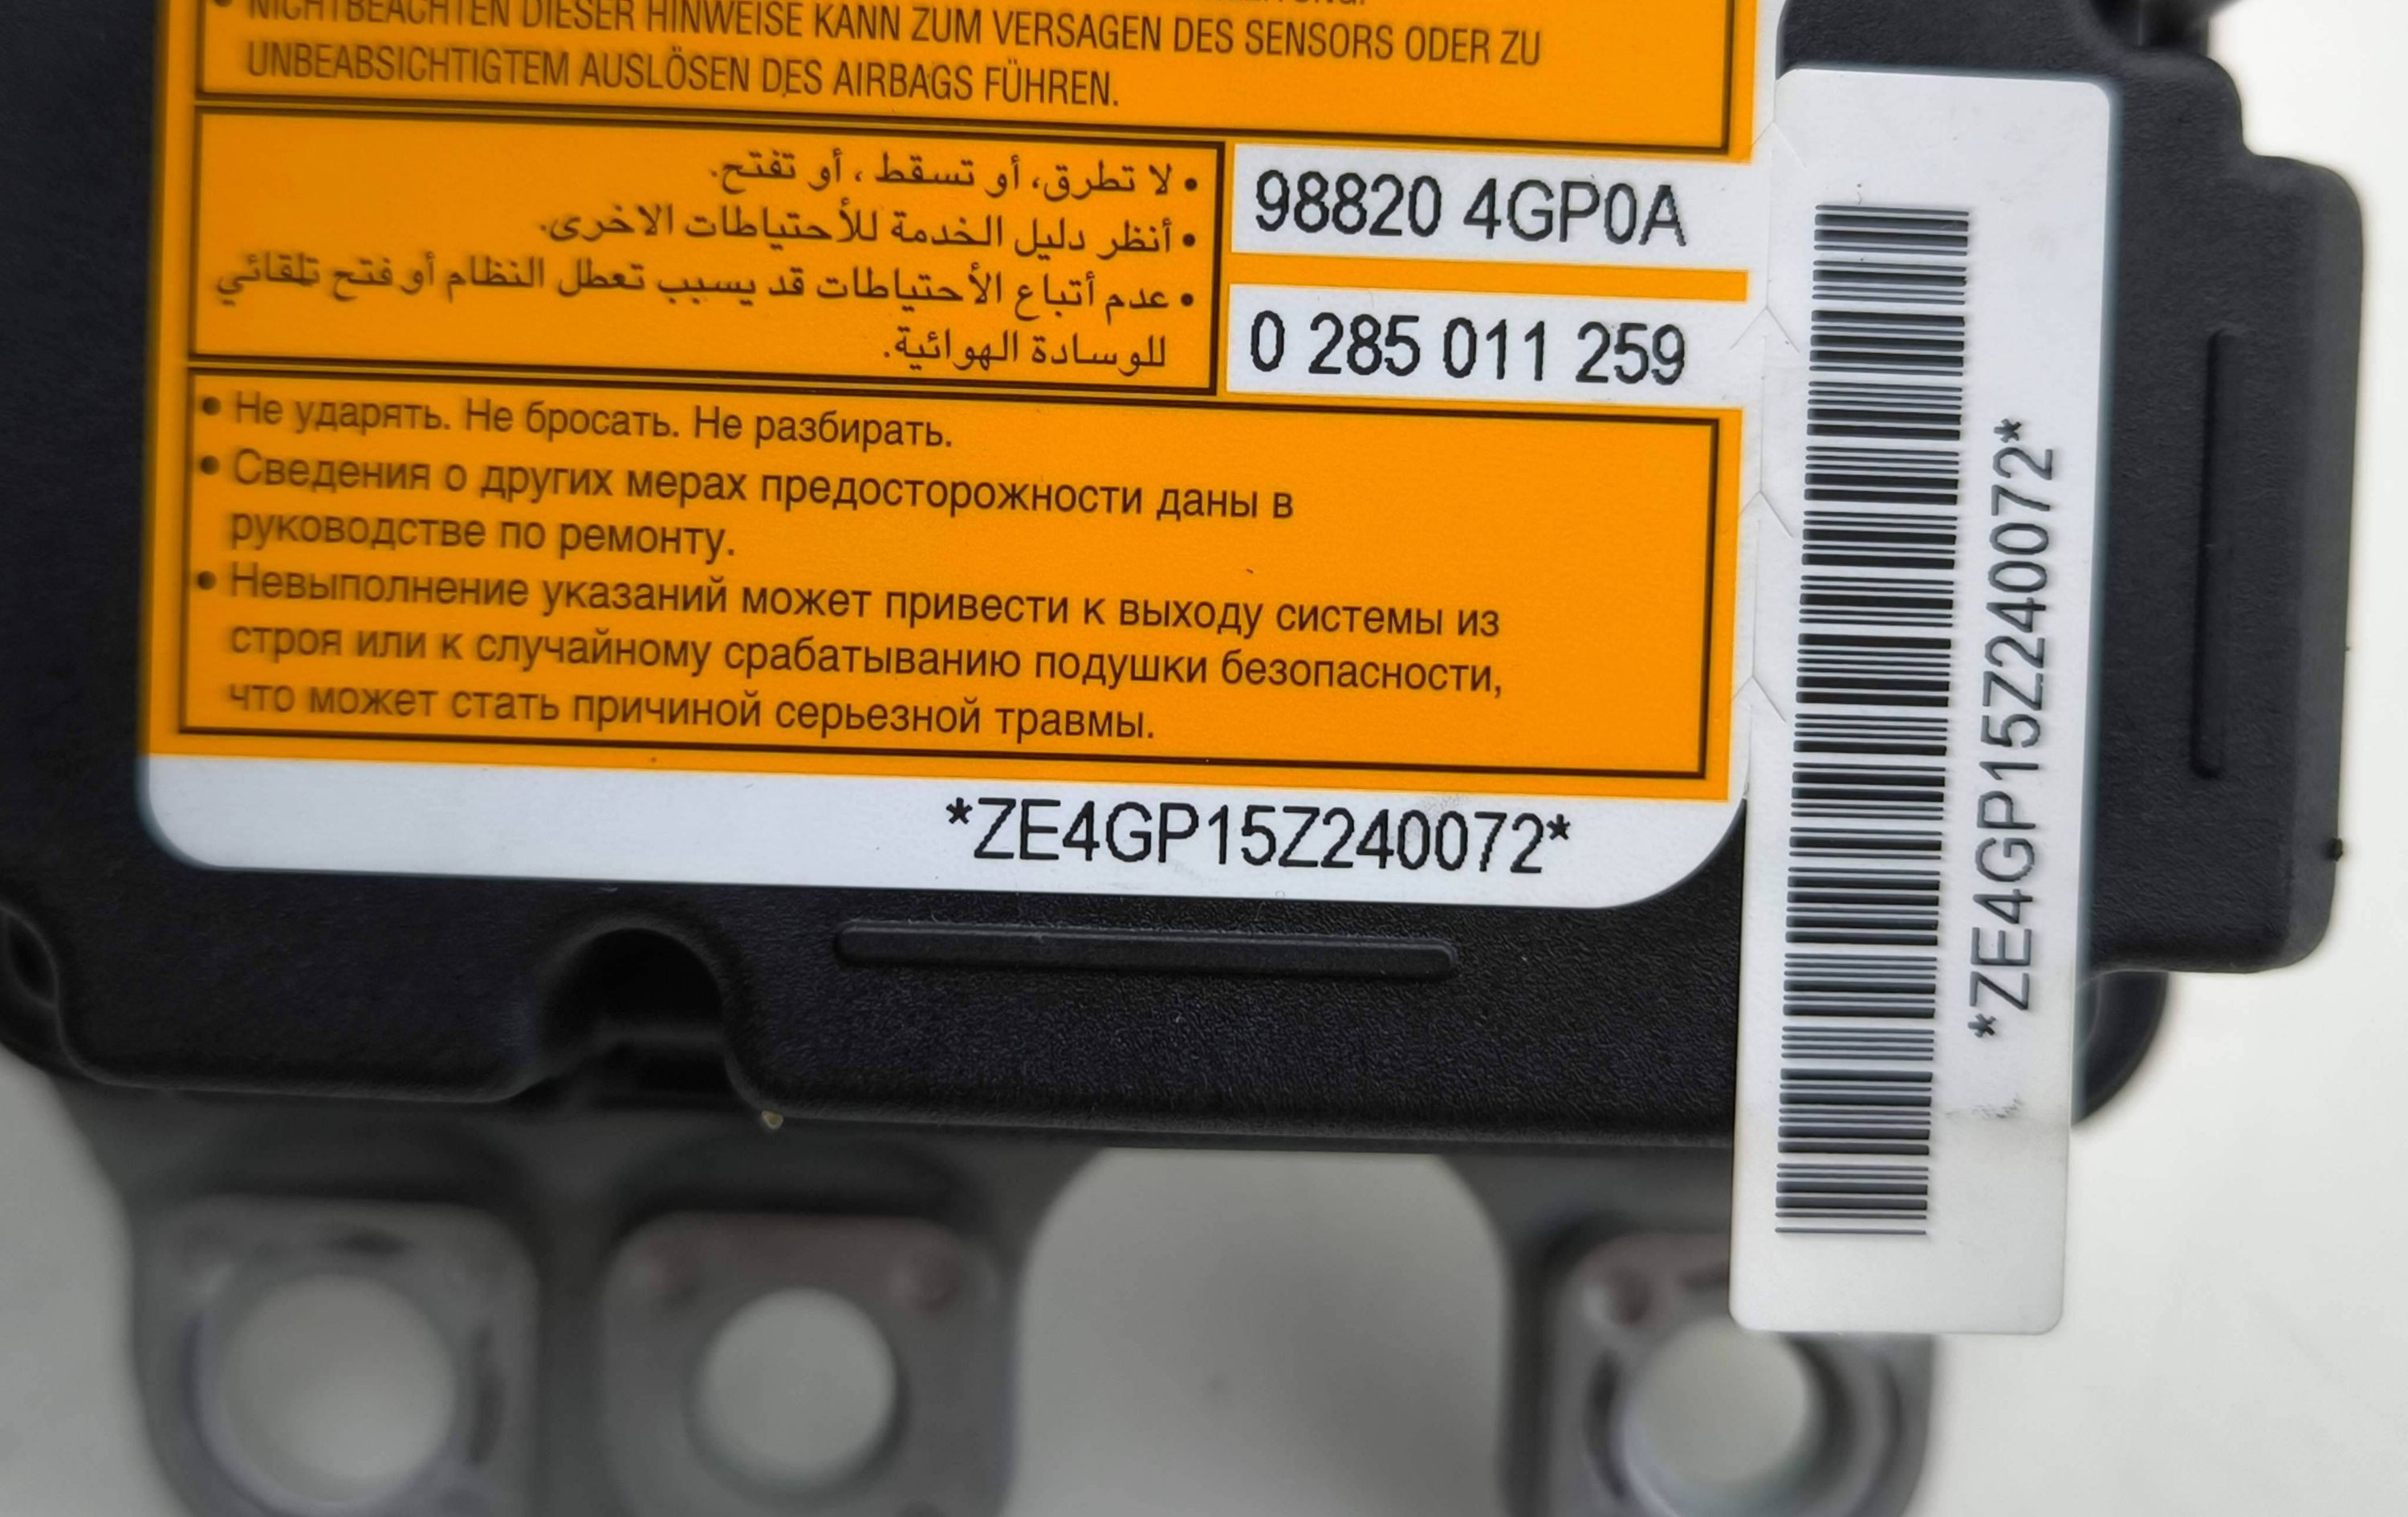 • NICHTBEACHTEN DIESER HINWEISE KANN ZUM VERSAGEN DES SENSORS ODER ZU
UNBEABSICHTIGTEM AUSLÖSEN DES AIRBAGS FÜHREN.
• لا تطرق، أو تسقط ، أو تفتح.
• أنظر دليل الخدمة للأحتياطات الاخرى.
• عدم أتباع الأحتياطات قد يسبب تعطل النظام أو فتح تلقائي
للوسادة الهوائية.
98820 4GP0A
0 285 011 259
• Не ударять. Не бросать. Не разбирать.
• Сведения о других мерах предосторожности даны в
руководстве по ремонту.
• Невыполнение указаний может привести к выходу системы из
строя или к случайному срабатыванию подушки безопасности,
что может стать причиной серьезной травмы.
*ZE4GP15Z240072*
*ZE4GP15Z240072*